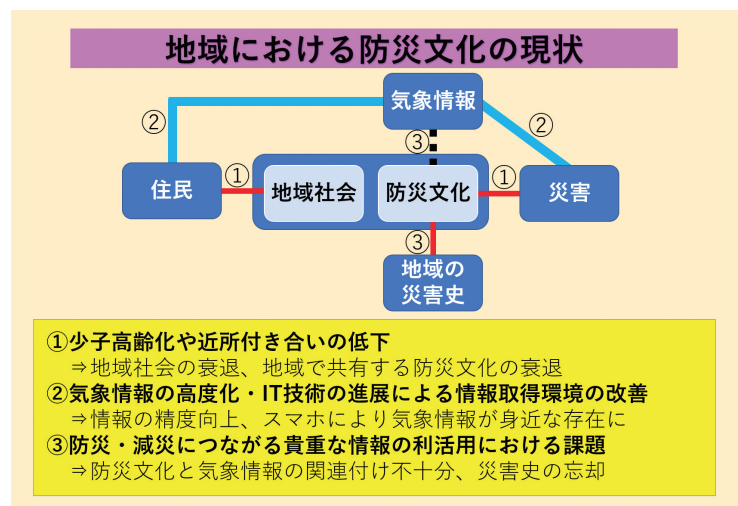 地域における防災文化の現状
気象情報
②
②
③
住民
①
地域社会
防災文化
①
災害
③
地域の
災害史
①少子高齢化や近所付き合いの低下
⇒地域社会の衰退、地域で共有する防災文化の衰退
②気象情報の高度化・IT技術の進展による情報取得環境の改善
⇒情報の精度向上、スマホにより気象情報が身近な存在に
③防災・減災につながる貴重な情報の利活用における課題
⇒防災文化と気象情報の関連付け不十分、災害史の忘却